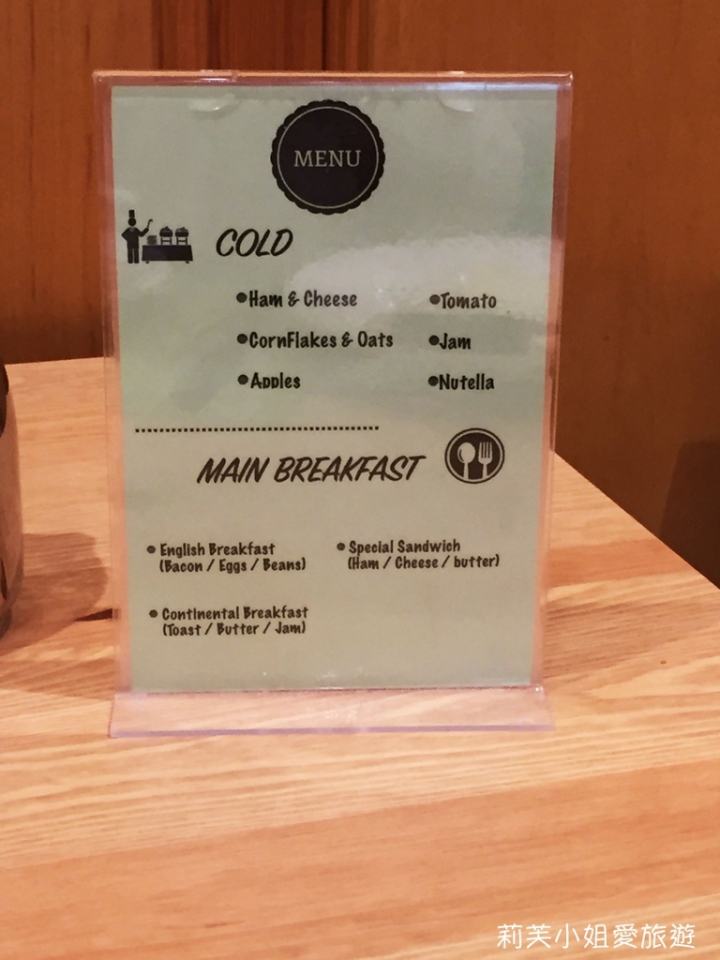 MENU
COLD
•Ham & Cheese
•Tomato
•CornFlakes & Oats
•Jam
•Apples
•Nutella
MAIN BREAKFAST
• English Breakfast
(Bacon / Eggs / Beans)
• Special Sandwich
(Ham / Cheese / butter)
• Continental Breakfast
(Toast / Butter / Jam)
莉芙小姐愛旅遊